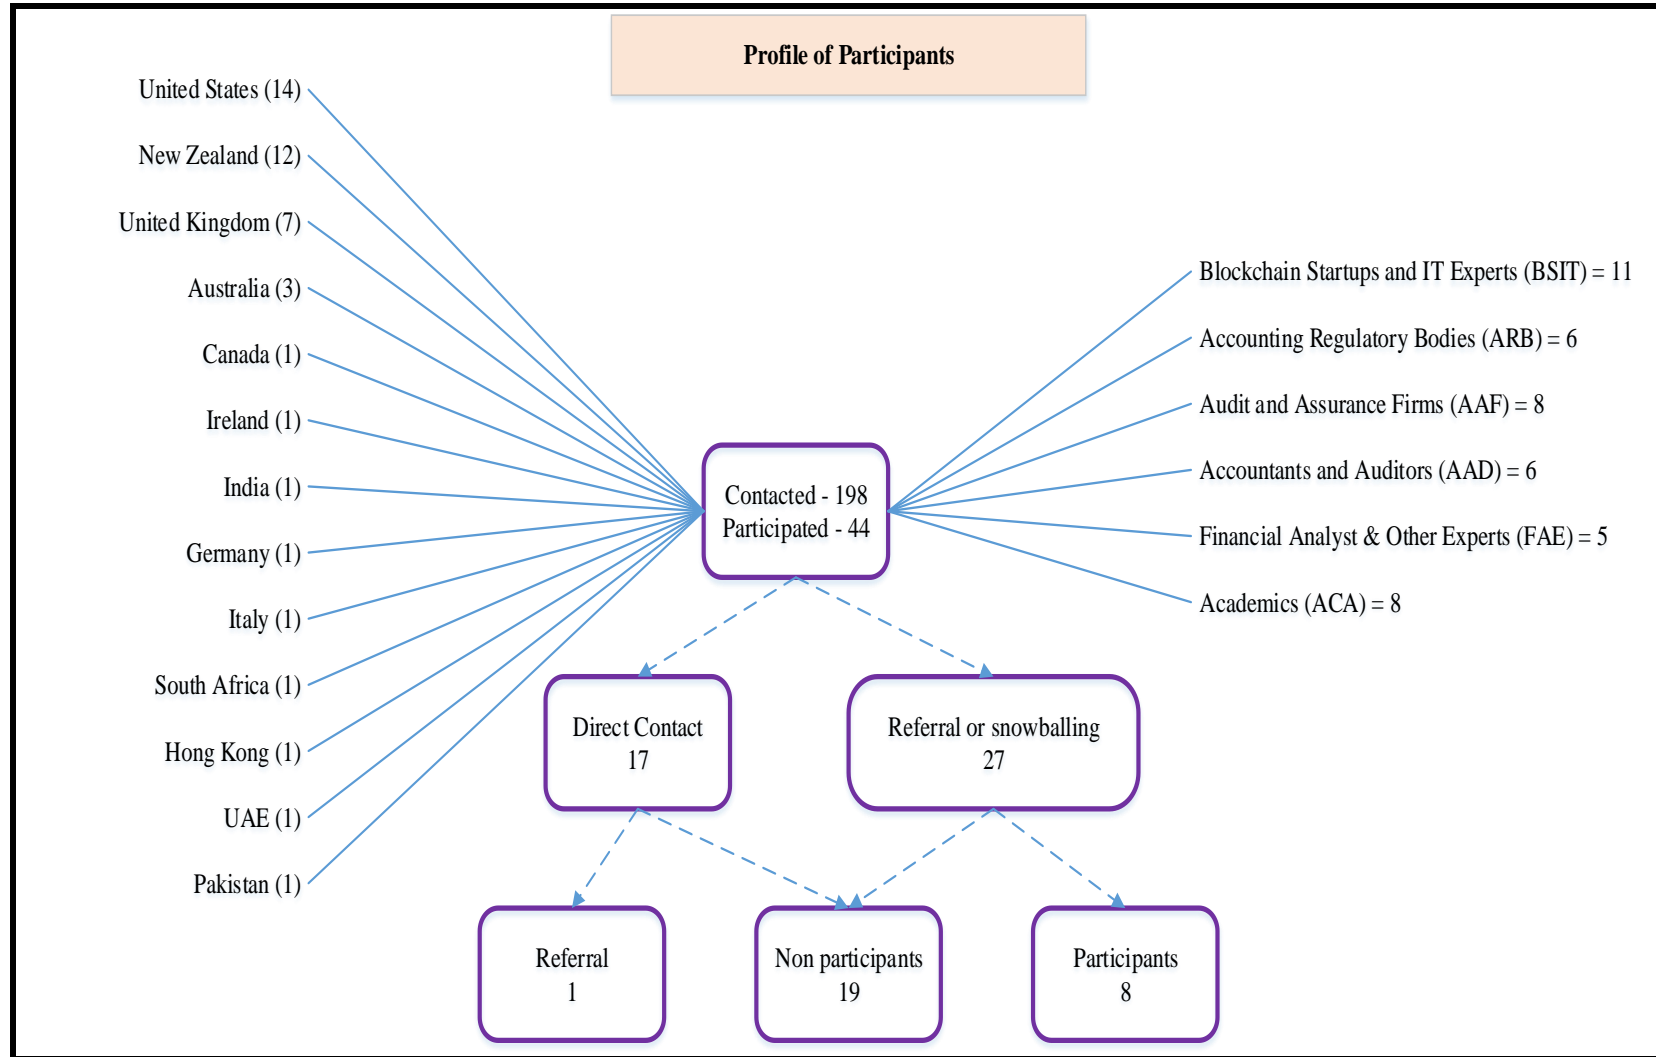 Profile of Participants
United States (14)
New Zealand (12)
United Kingdom (7)
Australia (3)
Canada (1)
Ireland (1)
India (1)
Germany (1)
Italy (1)
South Africa (1)
Hong Kong (1)
UAE (1)
Pakistan (1)
Contacted - 198
Participated - 44
Blockchain Startups and IT Experts (BSIT) = 11
Accounting Regulatory Bodies (ARB) = 6
Audit and Assurance Firms (AAF) = 8
Accountants and Auditors (AAD) = 6
Financial Analyst & Other Experts (FAE) = 5
Academics (ACA) = 8
Direct Contact
17
Referral or snowballing
27
Referral
1
Non participants
19
Participants
8